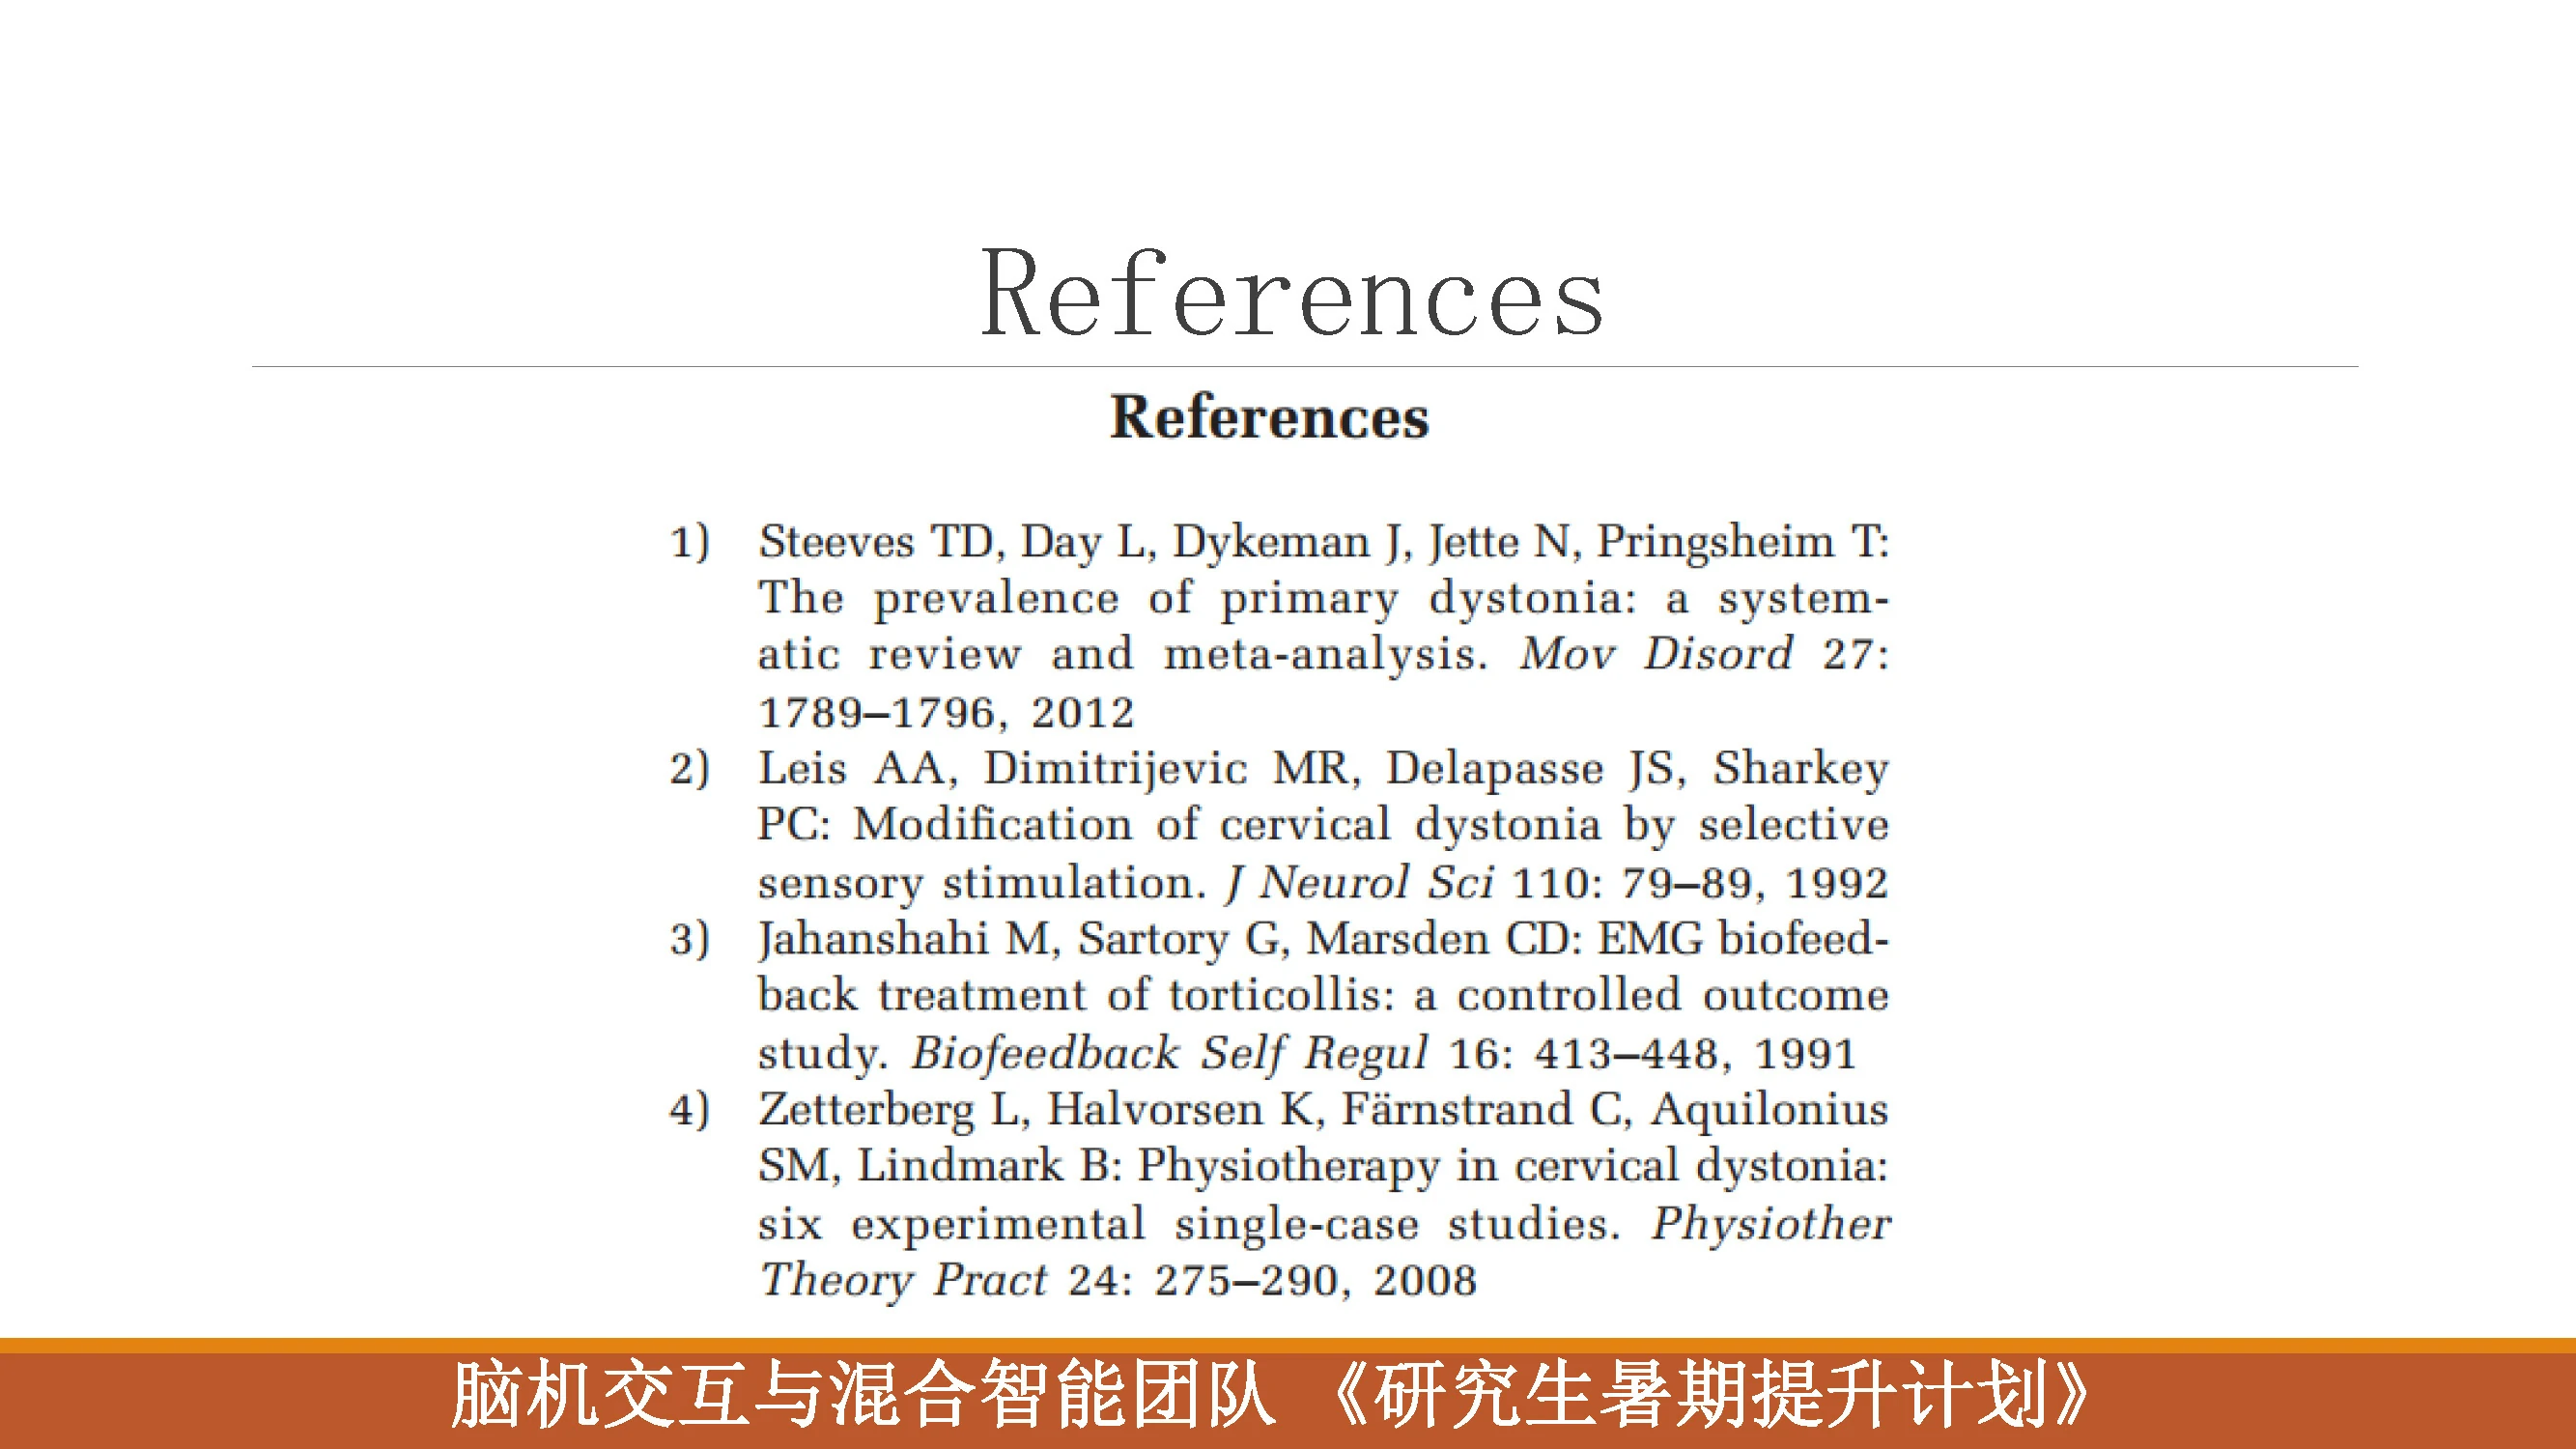 References
References
1) Steeves TD, Day L, Dykeman J, Jette N, Pringsheim T:
The prevalence of primary dystonia: a system-
atic review and meta-analysis. Mov Disord 27:
1789–1796, 2012
2) Leis AA, Dimitrijevic MR, Delapasse JS, Sharkey
PC: Modification of cervical dystonia by selective
sensory stimulation. J Neurol Sci 110: 79–89, 1992
3) Jahanshahi M, Sartory G, Marsden CD: EMG biofeed-
back treatment of torticollis: a controlled outcome
study. Biofeedback Self Regul 16: 413–448, 1991
4) Zetterberg L, Halvorsen K, Färnstrand C, Aquilonius
SM, Lindmark B: Physiotherapy in cervical dystonia:
six experimental single-case studies. Physiother
Theory Pract 24: 275–290, 2008
脑机交互与混合智能团队 《研究生暑期提升计划》